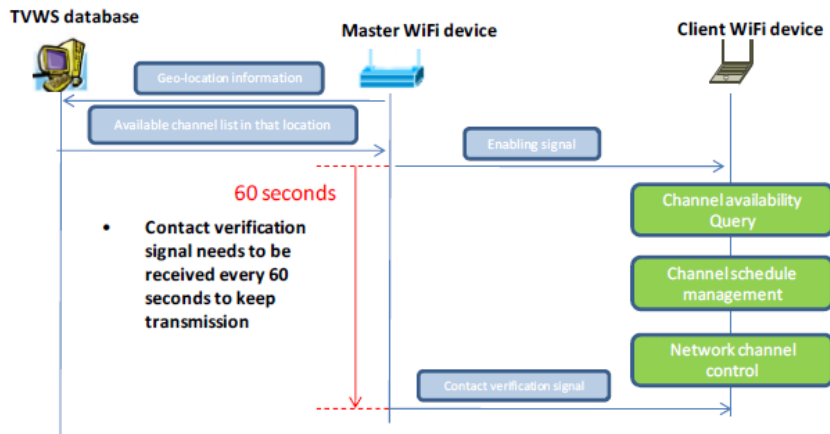 TVWS database
Master WiFi device
Client WiFi device
Geo-location information
Available channel list in that location
Enabling signal
60 seconds
• Contact verification
signal needs to be
received every 60
seconds to keep
transmission
Channel availability
Query
Channel schedule
management
Network channel
control
Contact verification signal